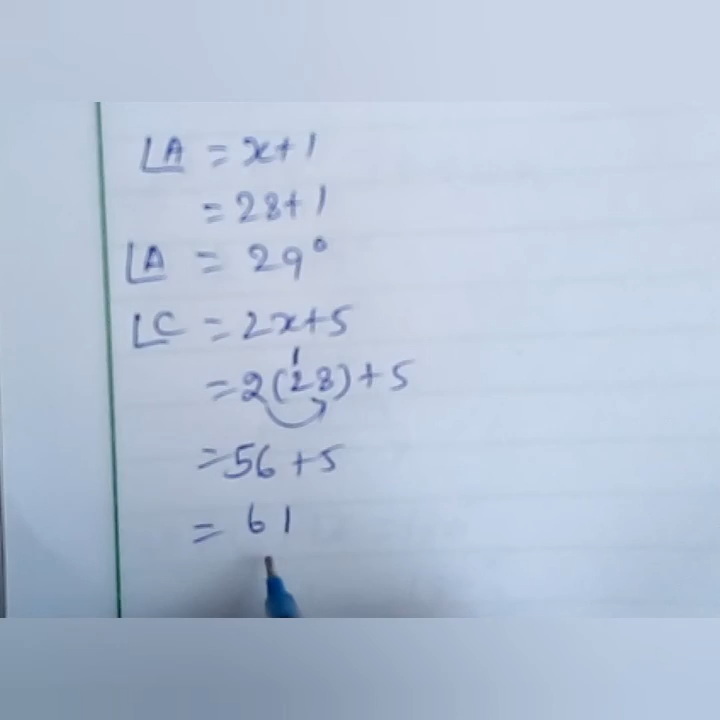 ∠A = x+1
= 28+1
∠A = 29°
∠C = 2x+5
= 2(28)+5
= 56+5
= 61